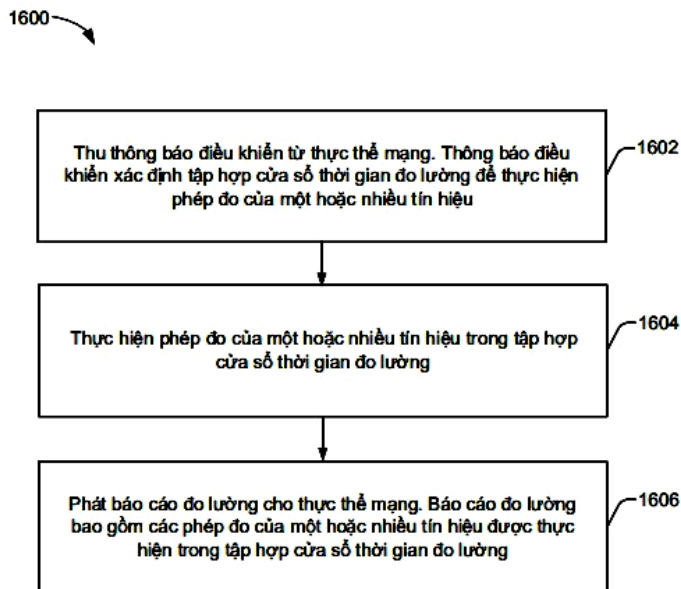 1600
Thu thông báo điều khiển từ thực thể mạng. Thông báo điều
khiển xác định tập hợp cửa sổ thời gian đo lường để thực hiện
phép đo của một hoặc nhiều tín hiệu
1602
Thực hiện phép đo của một hoặc nhiều tín hiệu trong tập hợp
cửa sổ thời gian đo lường
1604
Phát báo cáo đo lường cho thực thể mạng. Báo cáo đo lường
bao gồm các phép đo của một hoặc nhiều tín hiệu được thực
hiện trong tập hợp cửa sổ thời gian đo lường
1606